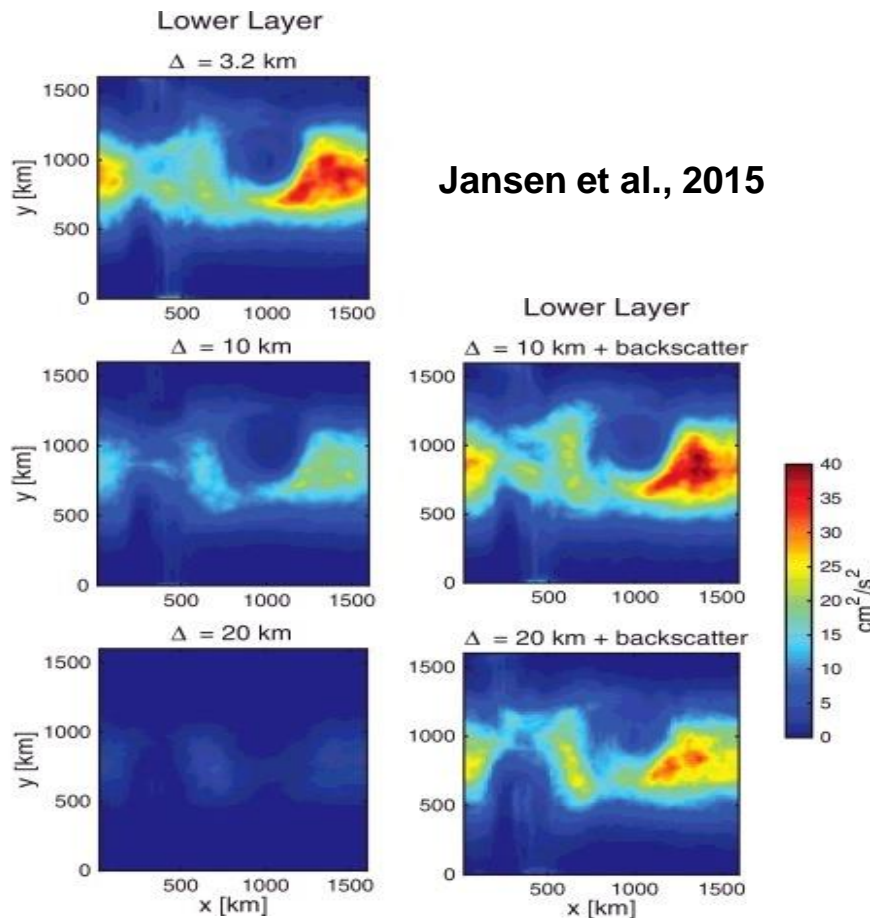 Lower Layer
Δ = 3.2 km
1500
1000
500
0
y [km]
500 1000 1500
Jansen et al., 2015
Δ = 10 km
1500
1000
500
0
y [km]
500 1000 1500
Lower Layer
Δ = 10 km + backscatter
1500
1000
500
0
y [km]
500 1000 1500
Δ = 20 km
1500
1000
500
0
y [km]
500 1000 1500
x [km]
Δ = 20 km + backscatter
1500
1000
500
0
y [km]
500 1000 1500
x [km]
40
35
30
25
20
15
10
5
0
cm²/s²